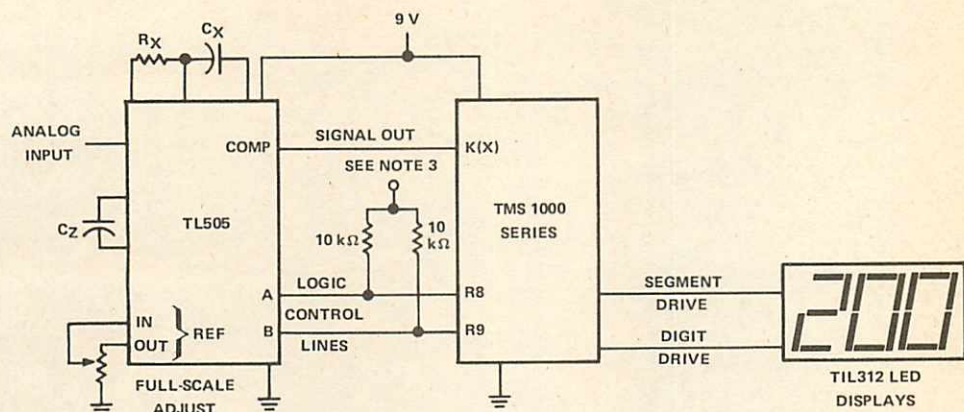 9 V
RX
CX
ANALOG
INPUT
COMP
SIGNAL OUT
K(X)
SEE NOTE 3
CZ
TL505
10 kΩ
10
kΩ
TMS 1000
SERIES
A
LOGIC
R8
CONTROL
B
LINES
R9
IN
OUT
} REF
FULL-SCALE
ADJUST
SEGMENT
DRIVE
DIGIT
DRIVE
200
TIL312 LED
DISPLAYS